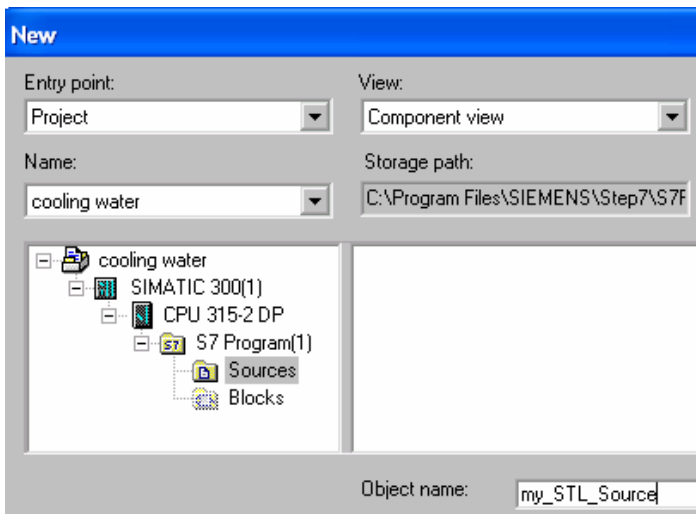 New
Entry point:
View:
Project
Component view
Name:
Storage path:
cooling water
C:\Program Files\SIEMENS\Step7\S7F
cooling water
SIMATIC 300(1)
CPU 315-2 DP
S7 Program(1)
Sources
Blocks
Object name:
my_STL_Source